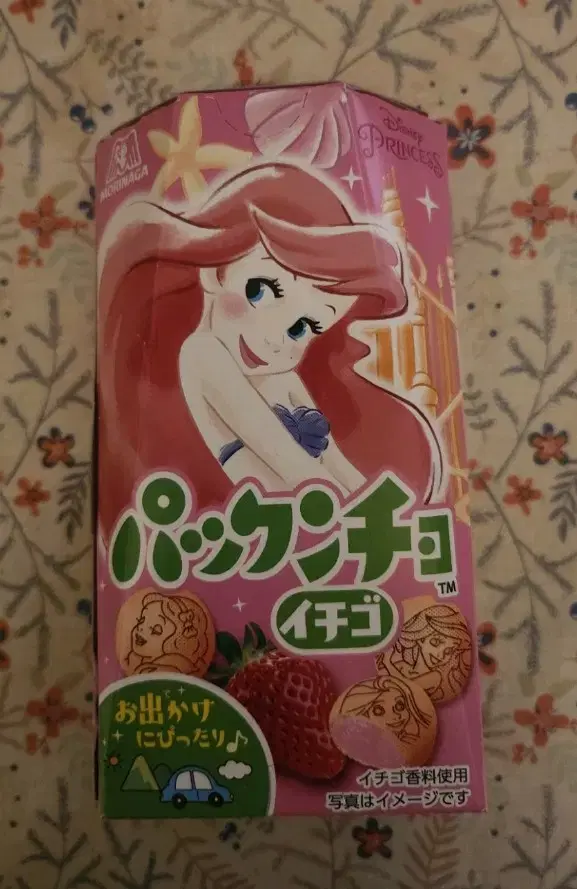 MORINAGA
Disney
PRINCESS
パックンチョ
TM
イチゴ
お出かけ
にぴったり♪
イチゴ香料使用
写真はイメージです